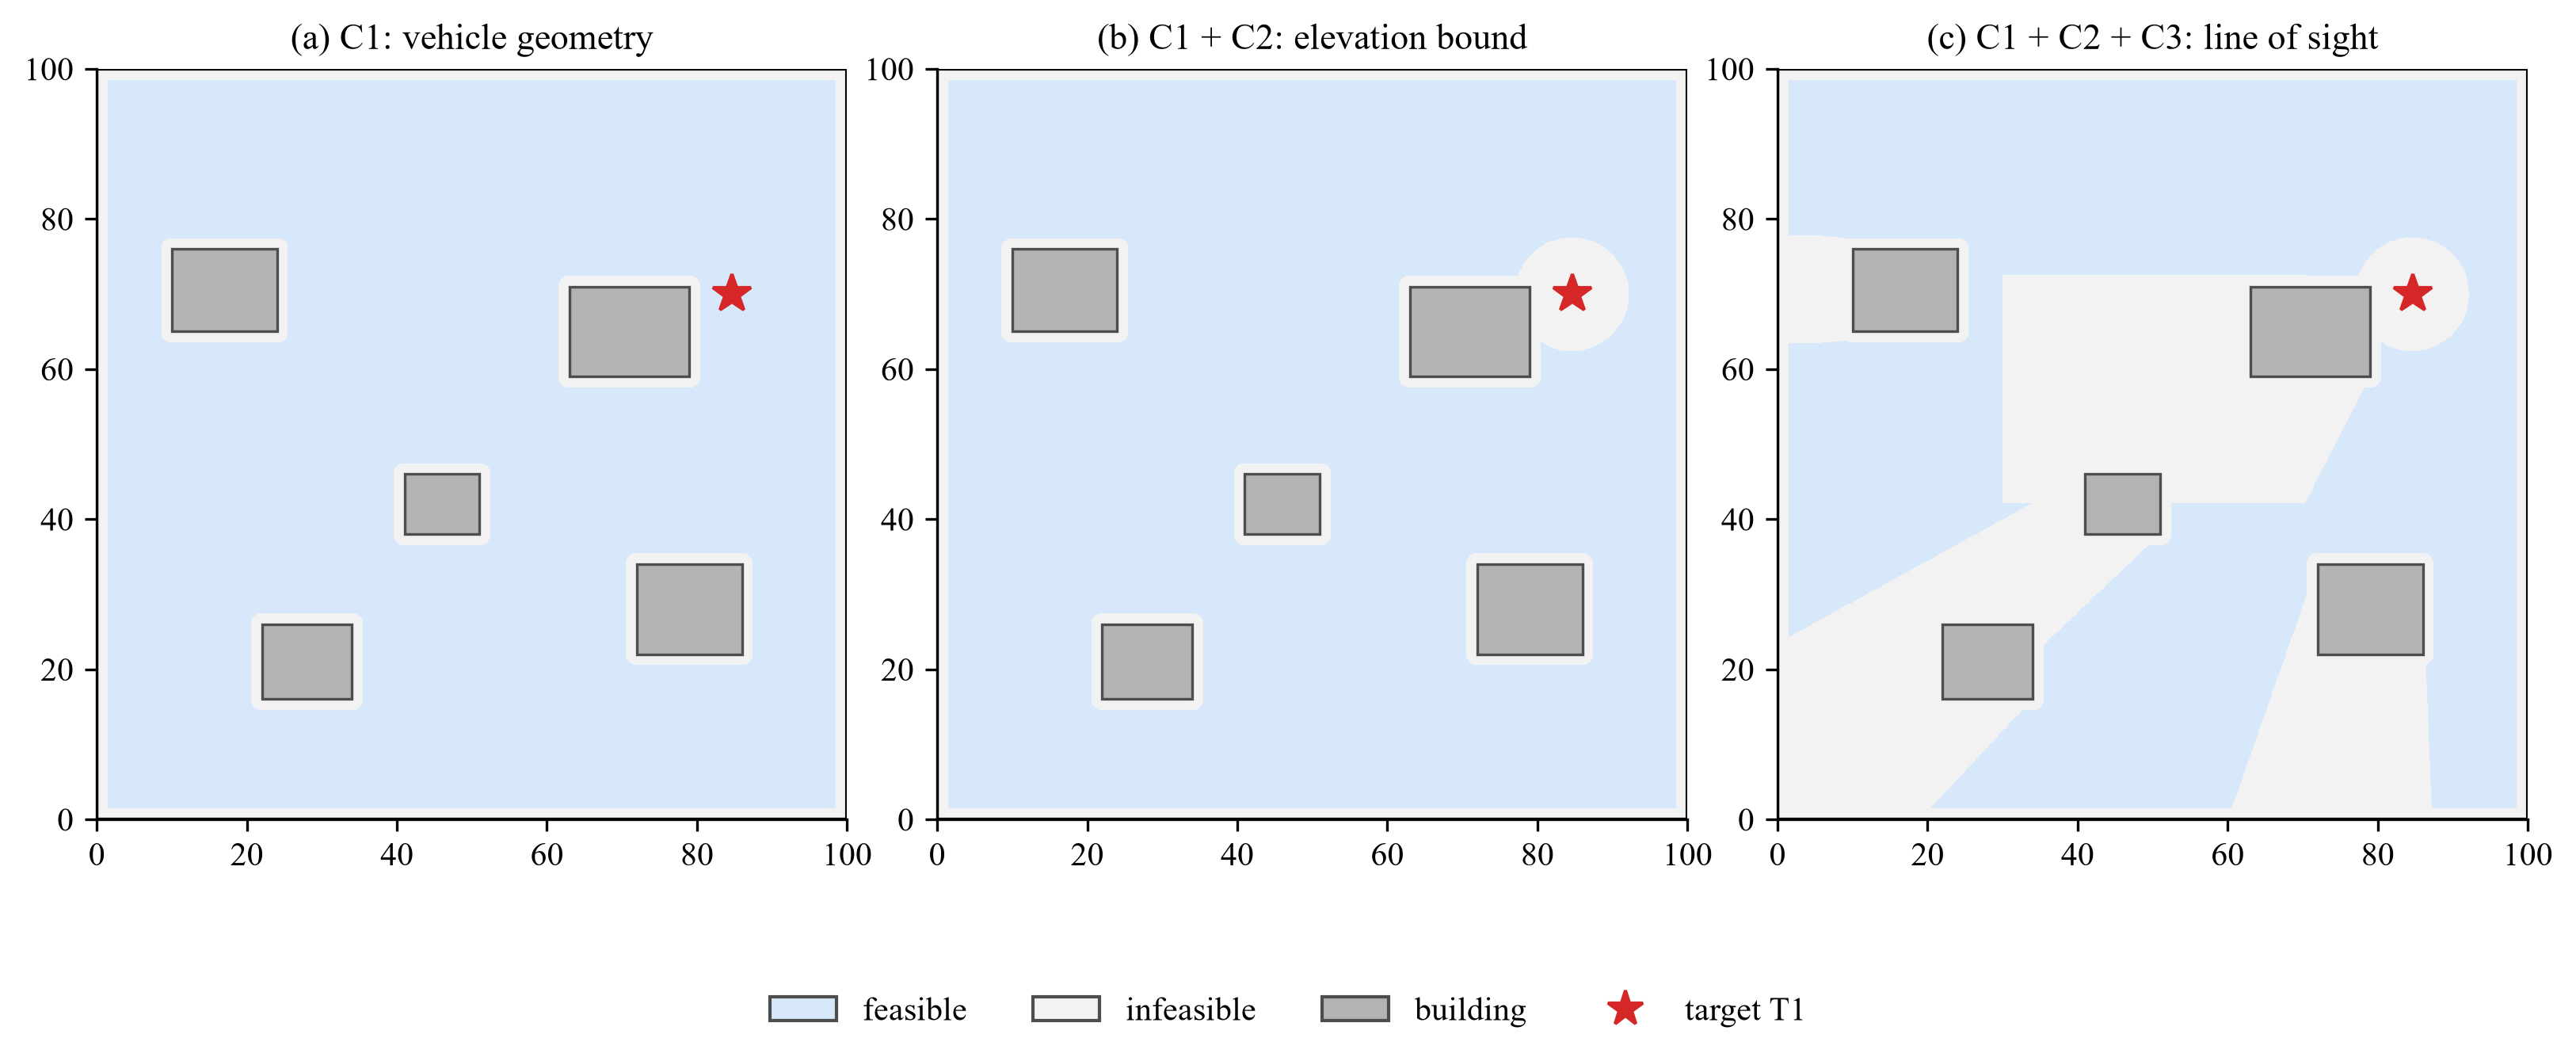 (a) C1: vehicle geometry
100
80
60
40
20
0
0 20 40 60 80 100
(b) C1 + C2: elevation bound
100
80
60
40
20
0
0 20 40 60 80 100
(c) C1 + C2 + C3: line of sight
100
80
60
40
20
0
0 20 40 60 80 100
feasible infeasible building target T1